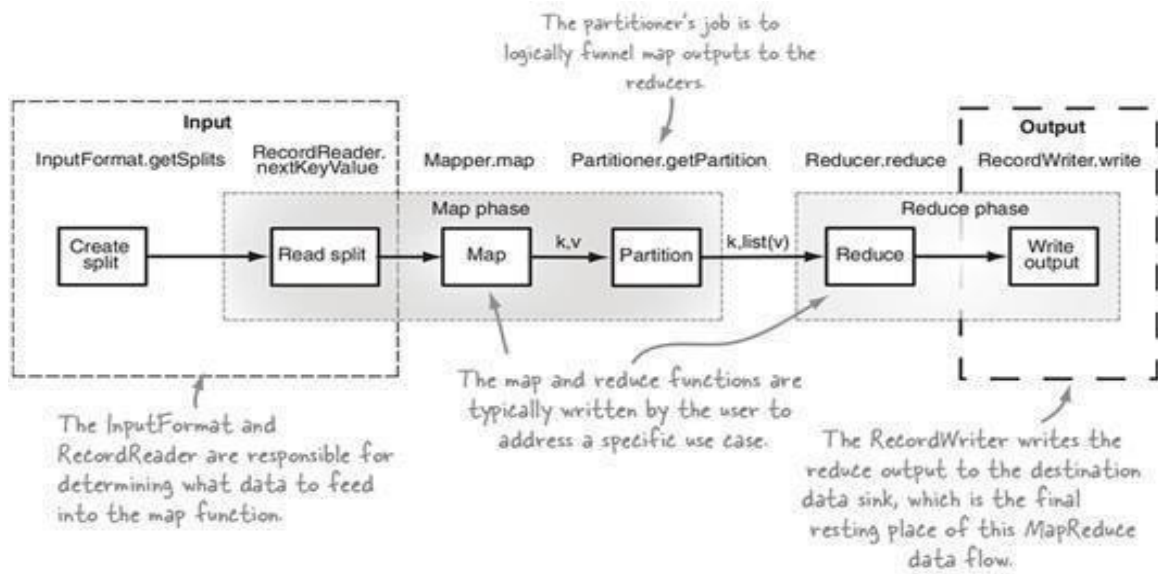 The partitioner's job is to
logically funnel map outputs to the
reducers.
Input
Output
InputFormat.getSplits
RecordReader.
nextKeyValue
Mapper.map
Partitioner.getPartition
Reducer.reduce
RecordWriter.write
Map phase
Reduce phase
Create
split
Read split
Map
k,v
Partition
k,list(v)
Reduce
Write
output
The InputFormat and
RecordReader are responsible for
determining what data to feed
into the map function.
The map and reduce functions are
typically written by the user to
address a specific use case.
The RecordWriter writes the
reduce output to the destination
data sink, which is the final
resting place of this MapReduce
data flow.